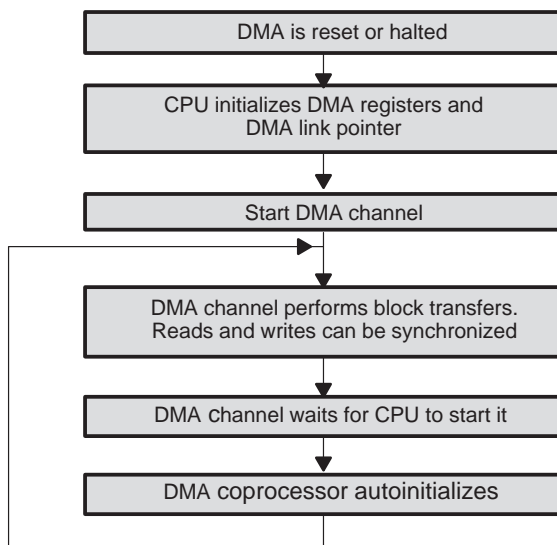 DMA is reset or halted
CPU initializes DMA registers and
DMA link pointer
Start DMA channel
DMA channel performs block transfers.
Reads and writes can be synchronized
DMA channel waits for CPU to start it
DMA coprocessor autoinitializes